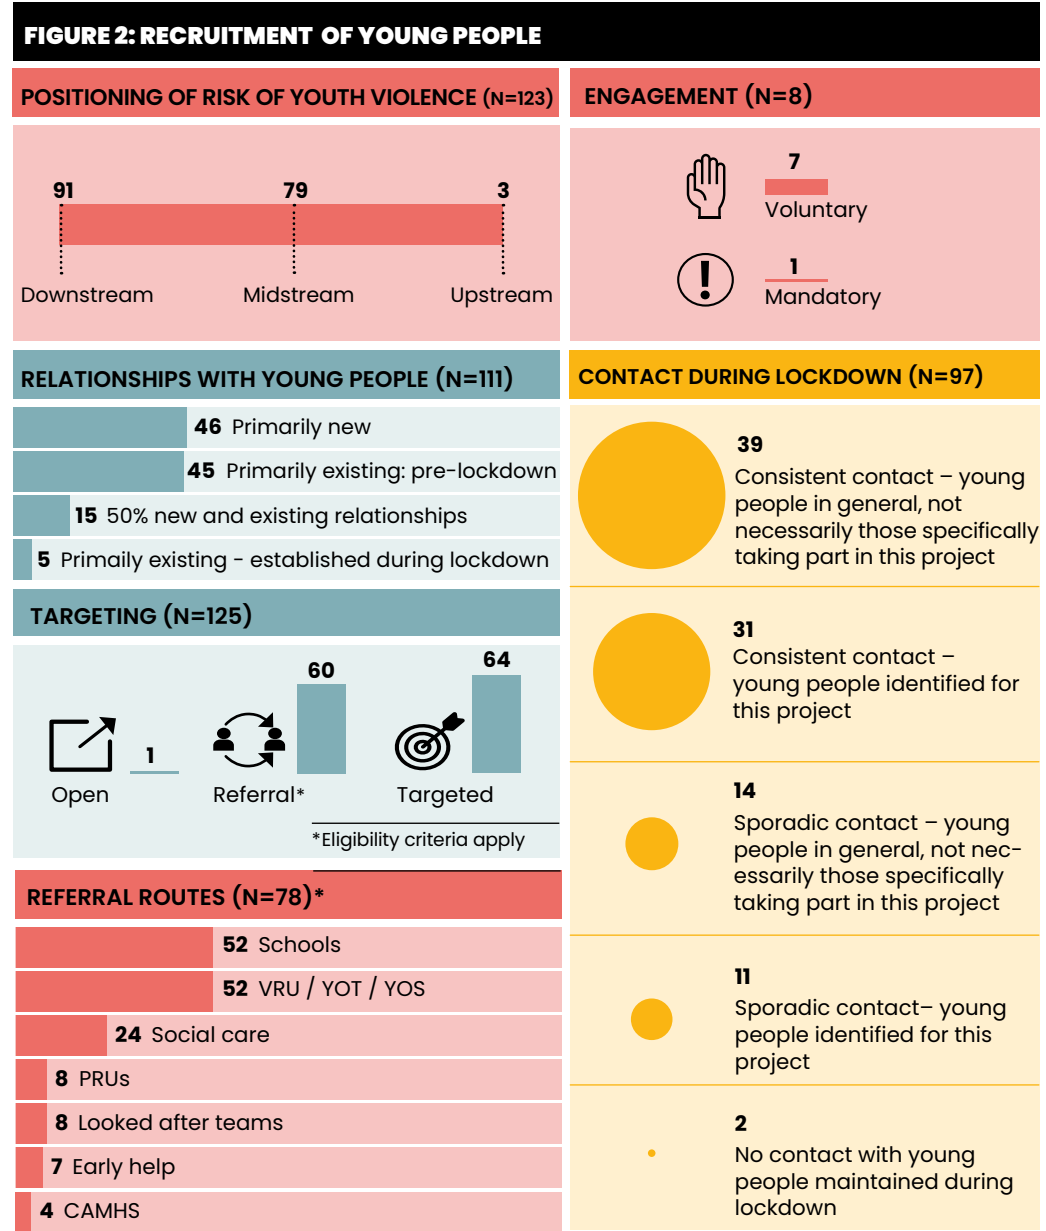 FIGURE 2: RECRUITMENT OF YOUNG PEOPLE
POSITIONING OF RISK OF YOUTH VIOLENCE (N=123)
91
79
3
Downstream
Midstream
Upstream
ENGAGEMENT (N=8)
7
Voluntary
1
Mandatory
RELATIONSHIPS WITH YOUNG PEOPLE (N=111)
46 Primarily new
45 Primarily existing: pre-lockdown
15 50% new and existing relationships
5 Primaily existing - established during lockdown
TARGETING (N=125)
1
60
64
Open
Referral*
Targeted
*Eligibility criteria apply
REFERRAL ROUTES (N=78)*
52 Schools
52 VRU / YOT / YOS
24 Social care
8 PRUs
8 Looked after teams
7 Early help
4 CAMHS
CONTACT DURING LOCKDOWN (N=97)
39
Consistent contact – young
people in general, not
necessarily those specifically
taking part in this project
31
Consistent contact –
young people identified for
this project
14
Sporadic contact – young
people in general, not nec-
essarily those specifically
taking part in this project
11
Sporadic contact– young
people identified for this
project
2
No contact with young
people maintained during
lockdown